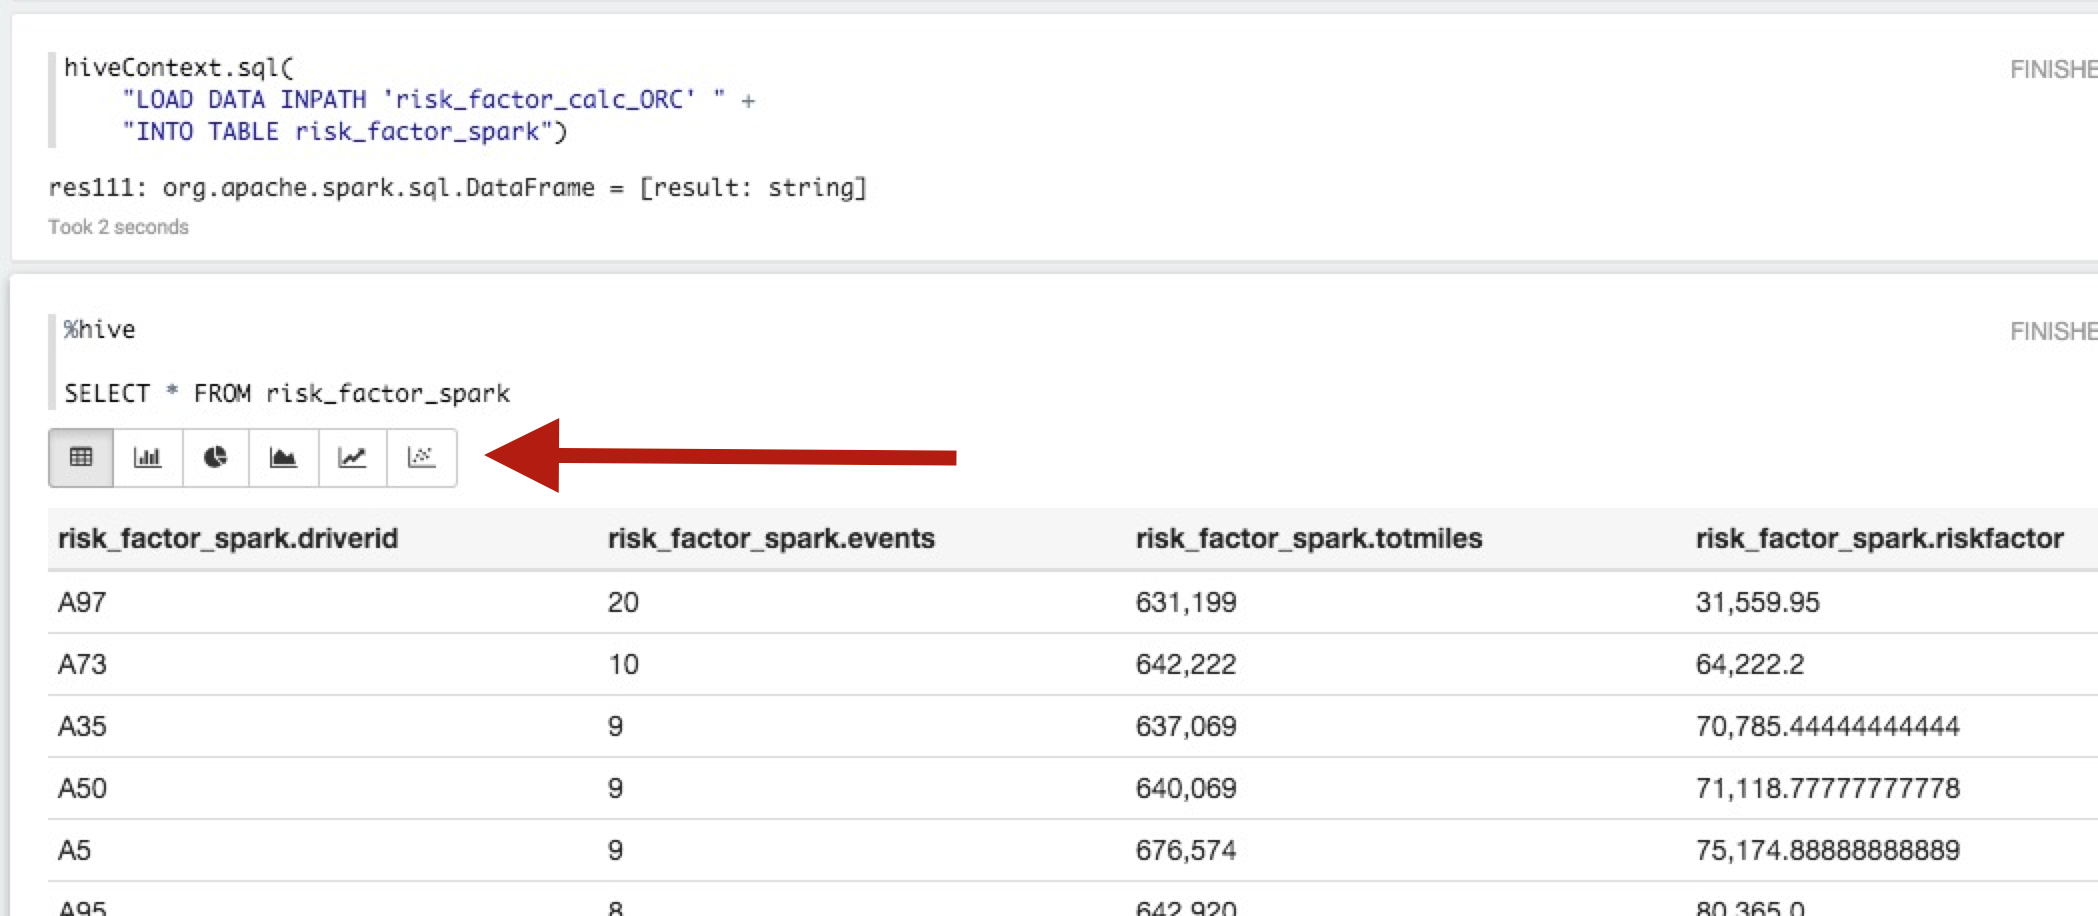 hiveContext.sql(
"LOAD DATA INPATH 'risk_factor_calc_ORC' " +
"INTO TABLE risk_factor_spark")
FINISHE
res111: org.apache.spark.sql.DataFrame = [result: string]
Took 2 seconds
%hive
FINISHE
SELECT * FROM risk_factor_spark
risk_factor_spark.driverid risk_factor_spark.events risk_factor_spark.totmiles risk_factor_spark.riskfactor
A97 20 631,199 31,559.95
A73 10 642,222 64,222.2
A35 9 637,069 70,785.44444444444
A50 9 640,069 71,118.77777777778
A5 9 676,574 75,174.88888888889
A95 8 642,920 80,365.0